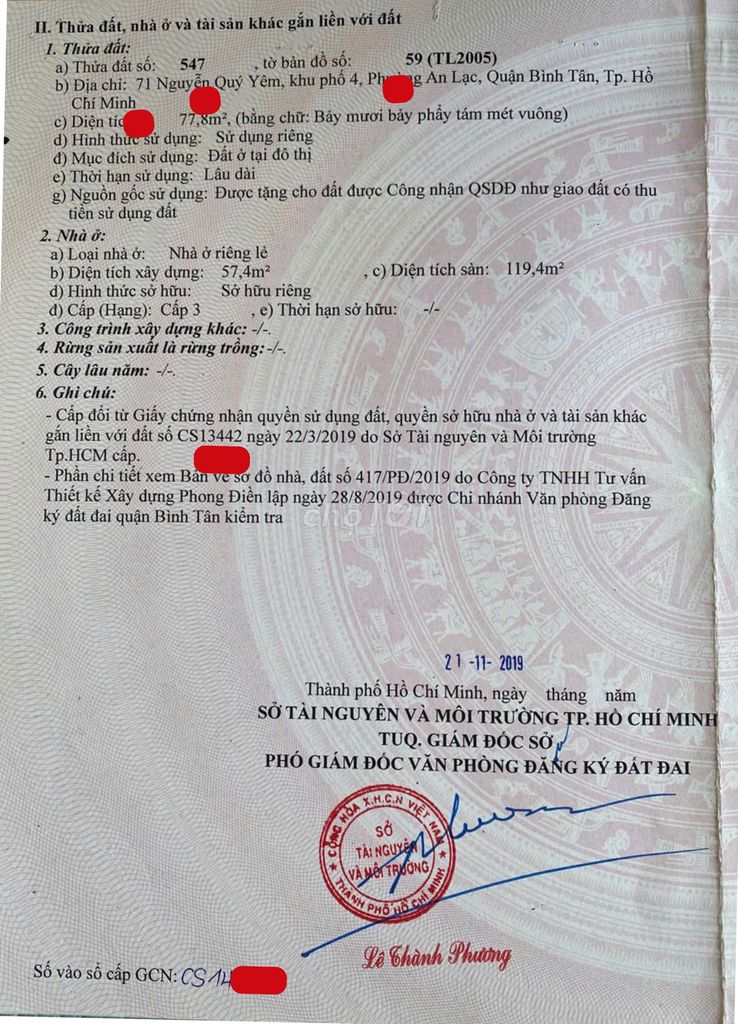 II. Thửa đất, nhà ở và tài sản khác gắn liền với đất
1. Thửa đất:
a) Thửa đất số: 547 , tờ bản đồ số: 59 (TL2005)
b) Địa chỉ: 71 Nguyễn Quý Yêm, khu phố 4, An Lạc, Quận Bình Tân, Tp. Hồ
Chí Minh
c) Diện 77,8m², (bằng chữ: Bảy mươi bảy phẩy tám mét vuông)
d) Hình thức sử dụng: Sử dụng riêng
đ) Mục đích sử dụng: Đất ở tại đô thị
e) Thời hạn sử dụng: Lâu dài
g) Nguồn gốc sử dụng: Được tặng cho đất được Công nhận QSDĐ như giao đất có thu
tiền sử dụng đất
2. Nhà ở:
a) Loại nhà ở: Nhà ở riêng lẻ
b) Diện tích xây dựng: 57,4m² , c) Diện tích sàn: 119,4m²
d) Hình thức sở hữu: Sở hữu riêng
đ) Cấp (Hạng): Cấp 3 , e) Thời hạn sở hữu: -/-
3. Công trình xây dựng khác: -/-.
4. Rừng sản xuất là rừng trồng: -/-.
5. Cây lâu năm: -/-.
6. Ghi chú:
- Cấp đổi từ Giấy chứng nhận quyền sử dụng đất, quyền sở hữu nhà ở và tài sản khác
gắn liền với đất số CS13442 ngày 22/3/2019 do Sở Tài nguyên và Môi trường
Tp.HCM cấp.
- Phần chi tiết xem Bản vẽ sơ đồ nhà, đất số 417/PĐ/2019 do Công ty TNHH Tư vấn
Thiết kế Xây dựng Phong Điền lập ngày 28/8/2019 được Chi nhánh Văn phòng Đăng
ký đất đai quận Bình Tân kiểm tra
chợTỐT
21-11-2019
Thành phố Hồ Chí Minh, ngày tháng năm
SỞ TÀI NGUYÊN VÀ MÔI TRƯỜNG TP. HỒ CHÍ MINH
TUQ. GIÁM ĐỐC SỞ
PHÓ GIÁM ĐỐC VĂN PHÒNG ĐĂNG KÝ ĐẤT ĐAI
CỘNG HÒA X.H.C.N VIỆT NAM
SỞ
TÀI NGUYÊN
VÀ MÔI TRƯỜNG
THÀNH PHỐ HỒ CHÍ MINH
Lê Thành Phương
Số vào sổ cấp GCN: CS14